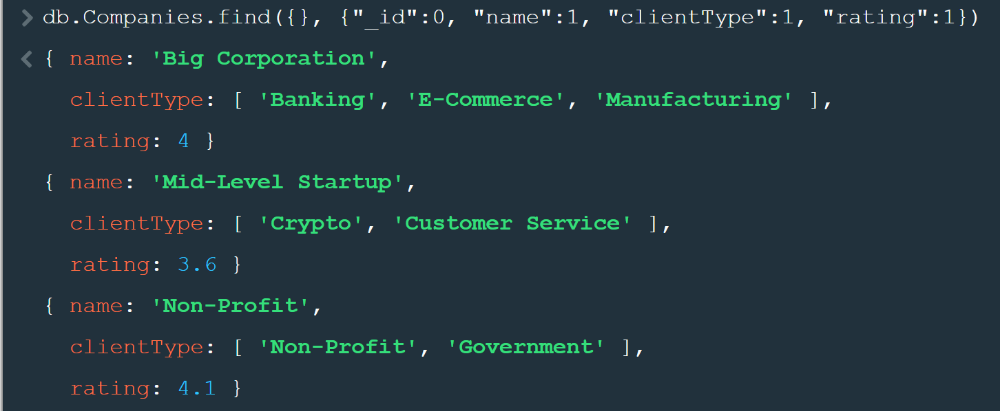 > db.Companies.find({}, {"_id":0, "name":1, "clientType":1, "rating":1})
< { name: 'Big Corporation',
clientType: [ 'Banking', 'E-Commerce', 'Manufacturing' ],
rating: 4 }
{ name: 'Mid-Level Startup',
clientType: [ 'Crypto', 'Customer Service' ],
rating: 3.6 }
{ name: 'Non-Profit',
clientType: [ 'Non-Profit', 'Government' ],
rating: 4.1 }